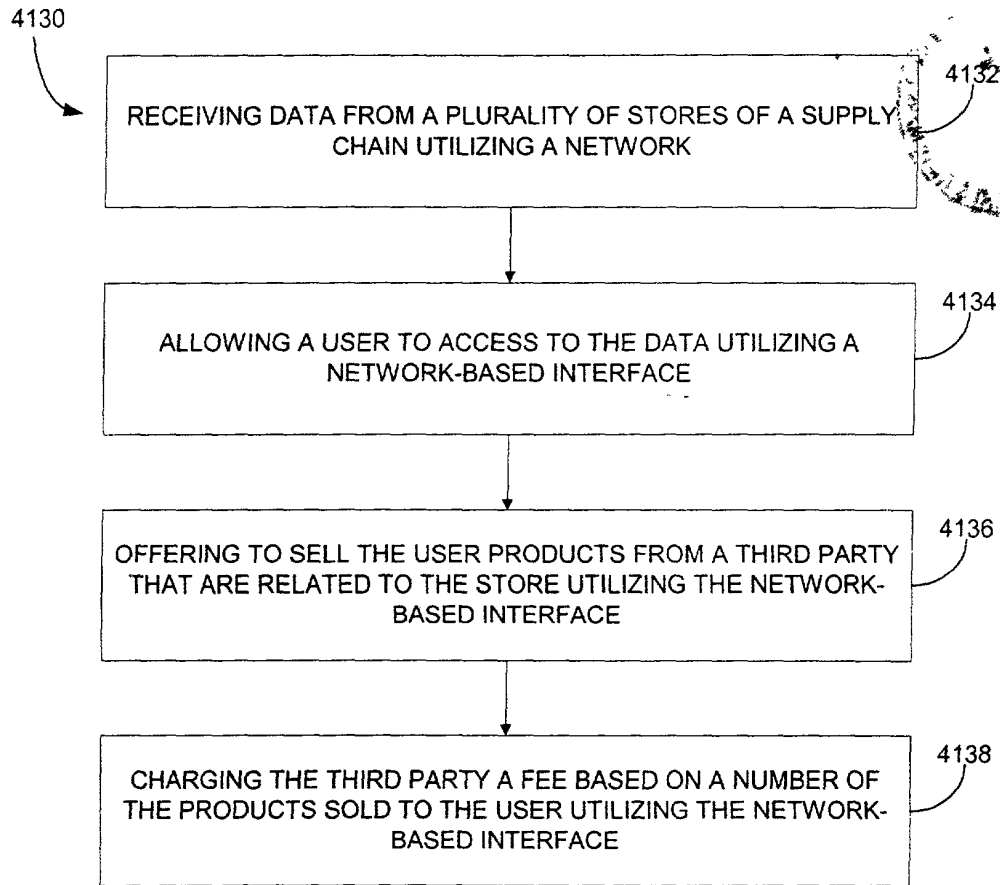 4130
4132
RECEIVING DATA FROM A PLURALITY OF STORES OF A SUPPLY
CHAIN UTILIZING A NETWORK
4134
ALLOWING A USER TO ACCESS TO THE DATA UTILIZING A
NETWORK-BASED INTERFACE
4136
OFFERING TO SELL THE USER PRODUCTS FROM A THIRD PARTY
THAT ARE RELATED TO THE STORE UTILIZING THE NETWORK-
BASED INTERFACE
4138
CHARGING THE THIRD PARTY A FEE BASED ON A NUMBER OF
THE PRODUCTS SOLD TO THE USER UTILIZING THE NETWORK-
BASED INTERFACE